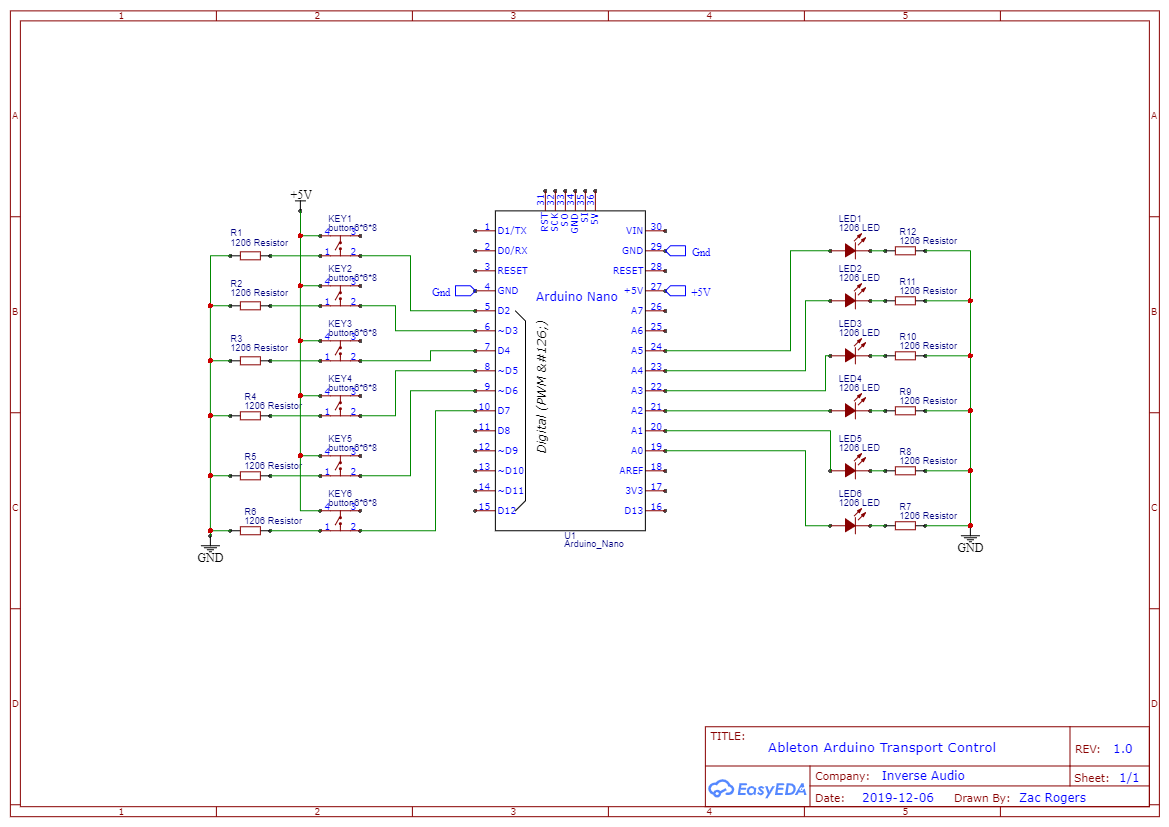 1 2 3 4 5
A A
B B
C C
D D
1 2 3 4 5
+5V
R1
1206 Resistor
KEY1
button6*6*8
4 3
1 2
R2
1206 Resistor
KEY2
button6*6*8
4 3
1 2
R3
1206 Resistor
KEY3
button6*6*8
4 3
1 2
R4
1206 Resistor
KEY4
button6*6*8
4 3
1 2
R5
1206 Resistor
KEY5
button6*6*8
4 3
1 2
R6
1206 Resistor
KEY6
button6*6*8
4 3
1 2
GND
31 32 33 34 35 36
RST SCK SO GND SI 5V
1 D1/TX
2 D0/RX
3 RESET
Gnd 4 GND
5 D2
6 ~D3
7 D4
8 ~D5
9 ~D6
10 D7
11 D8
12 ~D9
13 ~D10
14 ~D11
15 D12
Arduino Nano
Digital (PWM &#126;)
VIN 30
GND 29 Gnd
RESET 28
+5V 27 +5V
A7 26
A6 25
A5 24
A4 23
A3 22
A2 21
A1 20
A0 19
AREF 18
3V3 17
D13 16
U1
Arduino_Nano
LED1
1206 LED
R12
1206 Resistor
LED2
1206 LED
R11
1206 Resistor
LED3
1206 LED
R10
1206 Resistor
LED4
1206 LED
R9
1206 Resistor
LED5
1206 LED
R8
1206 Resistor
LED6
1206 LED
R7
1206 Resistor
GND
TITLE:
Ableton Arduino Transport Control
REV: 1.0
EasyEDA
Company: Inverse Audio
Sheet: 1/1
Date: 2019-12-06 Drawn By: Zac Rogers